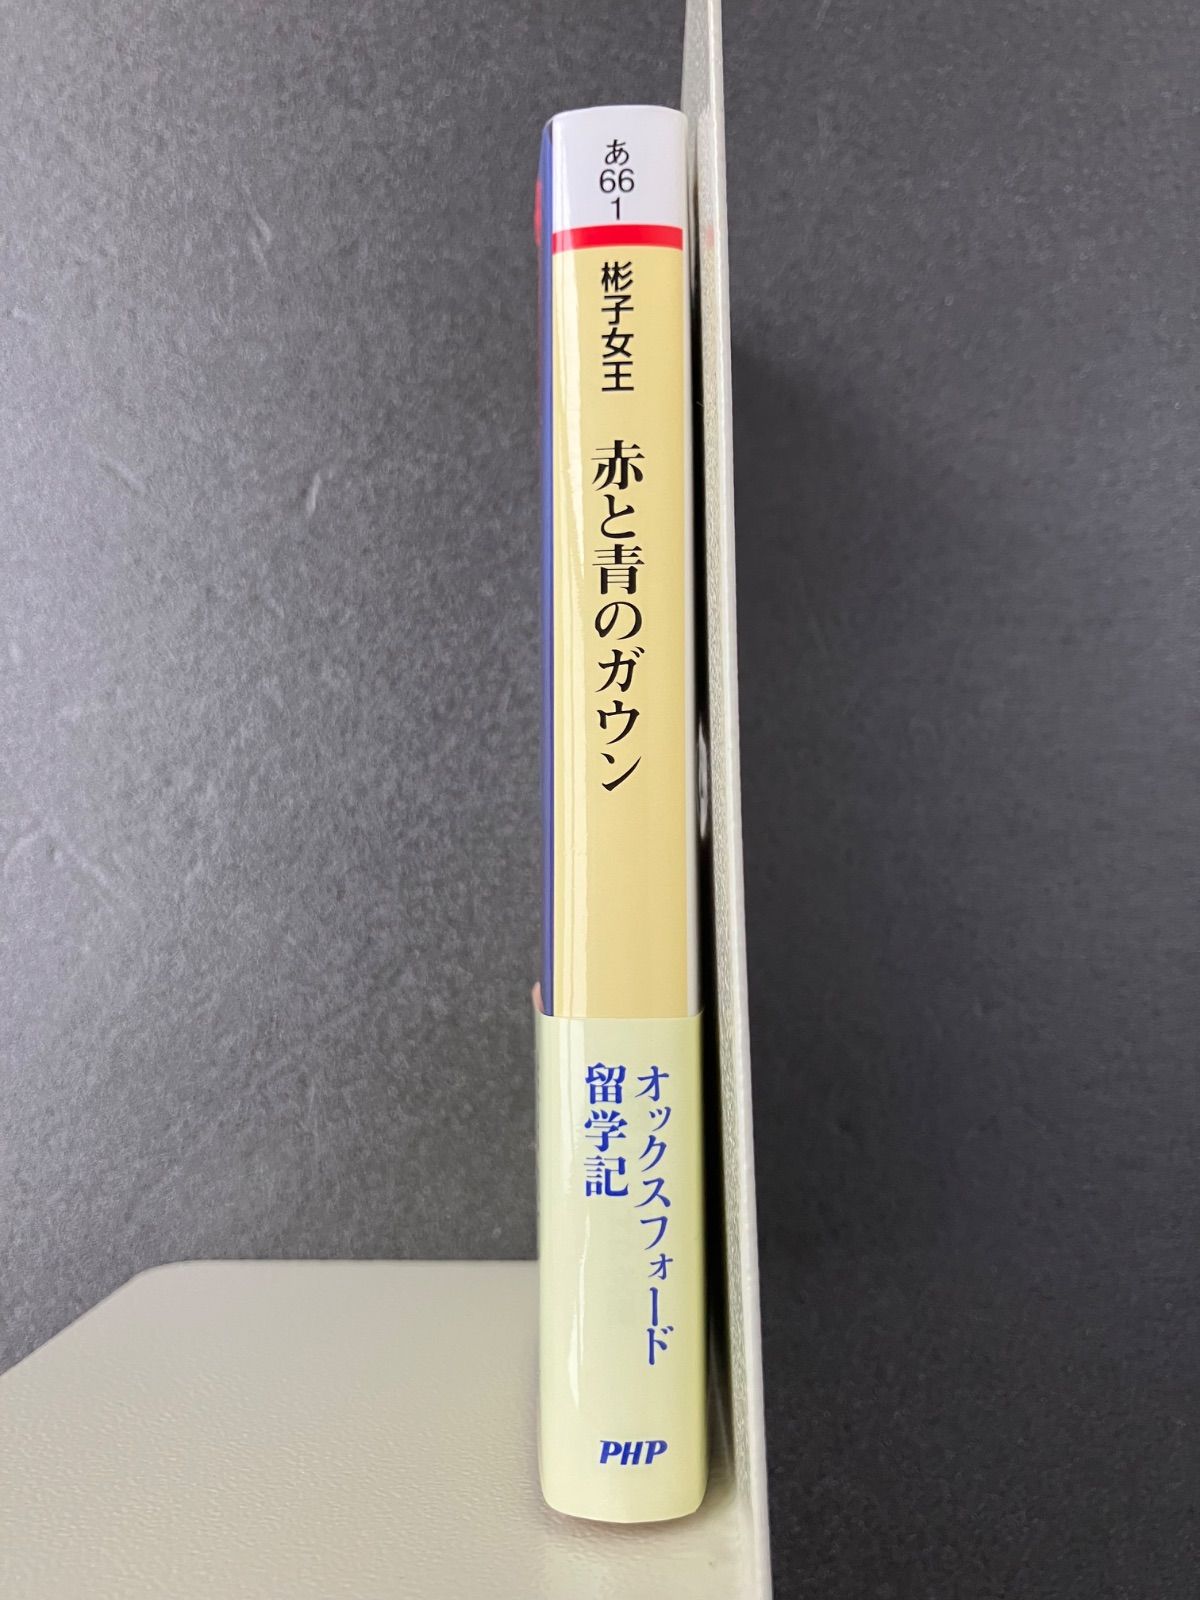 あ
66
1
彬子女王
赤と青のガウン
オックスフォード
留学記
PHP